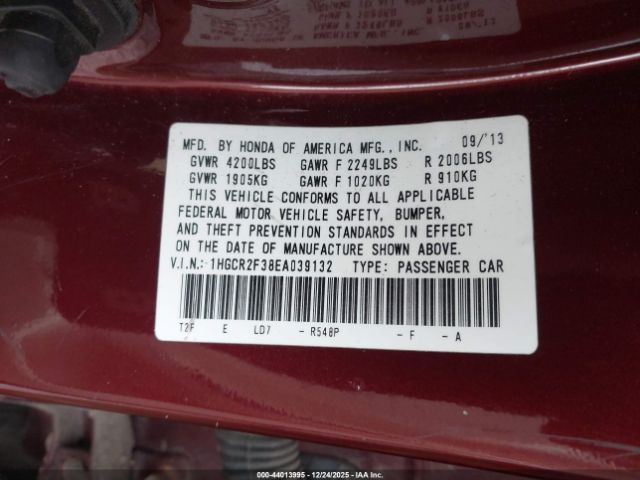 MFD. BY HONDA OF AMERICA MFG., INC. 09/'13
GVWR 4200LBS GAWR F 2249LBS R 2006LBS
GVWR 1905KG GAWR F 1020KG R 910KG
THIS VEHICLE CONFORMS TO ALL APPLICABLE
FEDERAL MOTOR VEHICLE SAFETY, BUMPER,
AND THEFT PREVENTION STANDARDS IN EFFECT
ON THE DATE OF MANUFACTURE SHOWN ABOVE.
V.I.N.: 1HGCR2F38EA039132 TYPE: PASSENGER CAR
T2F E LD7 - R548P - F - A
000-44013995 - 12/24/2025 - IAA Inc.